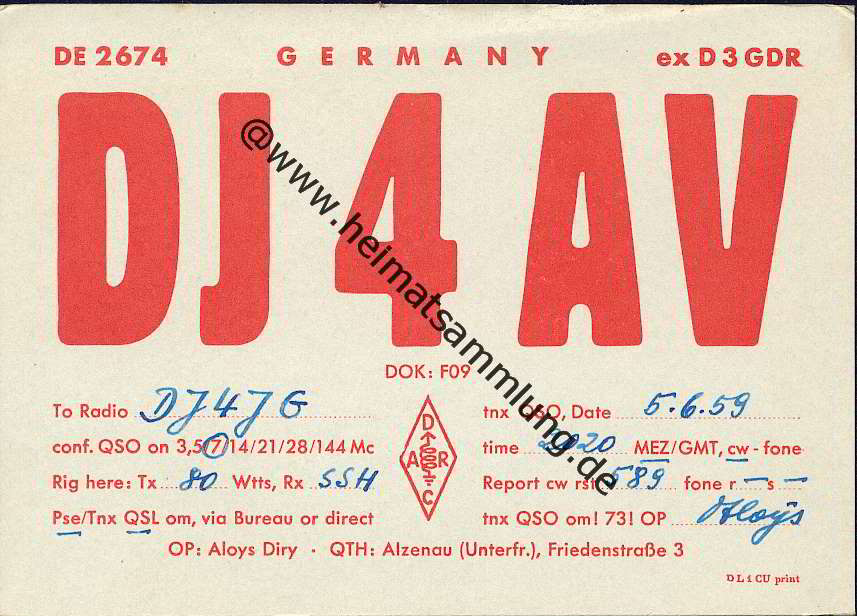 DE 2674 GERMANY ex D3GDR
DJ4AV
@www.heimatsammlung.de
DOK: F09
To Radio DJ4JG tnx QSO, Date 5.6.59
conf. QSO on 3,5/7/14/21/28/144 Mc time 2020 MEZ/GMT, cw-fone
Rig here: Tx 80 Wtts, Rx SSH Report cw rst 589 fone r — s —
Pse/Tnx QSL om, via Bureau or direct tnx QSO om! 73! OP Aloys
DARC
OP: Aloys Diry · QTH: Alzenau (Unterfr.), Friedenstraße 3
DL1CU print